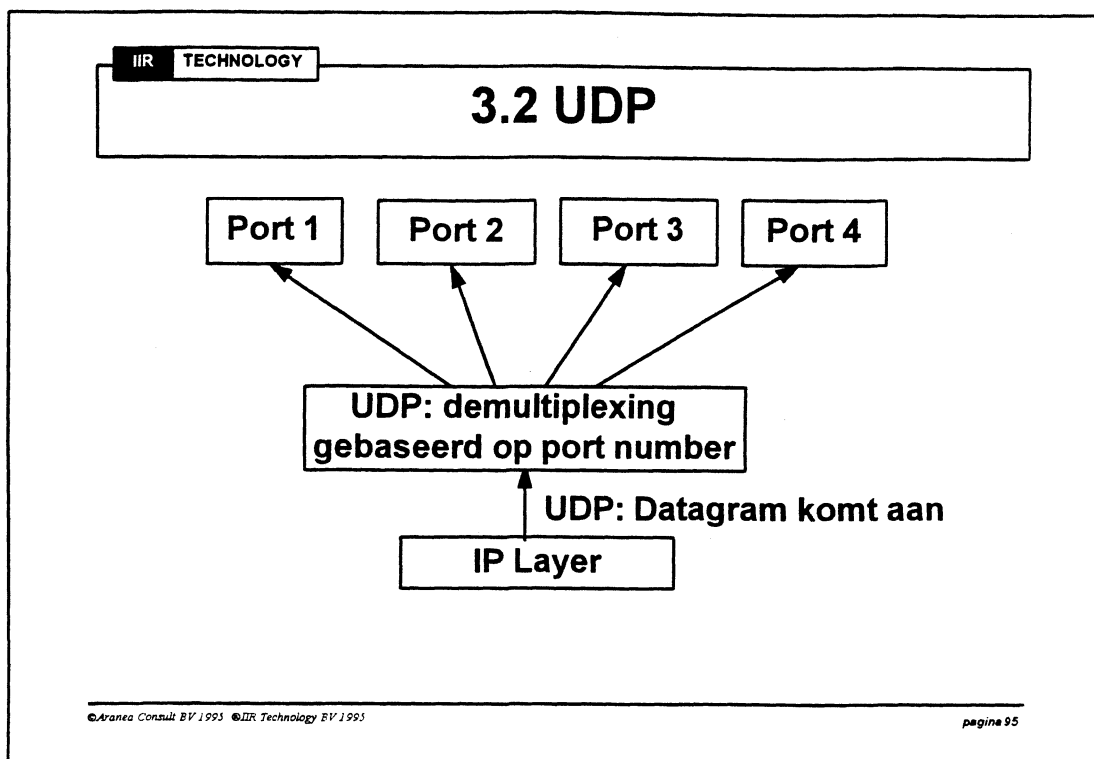 IIR TECHNOLOGY
3.2 UDP
Port 1 Port 2 Port 3 Port 4
UDP: demultiplexing
gebaseerd op port number
UDP: Datagram komt aan
IP Layer
©Aranea Consult BV 1995 ®IIR Technology BV 1995
pagina 95